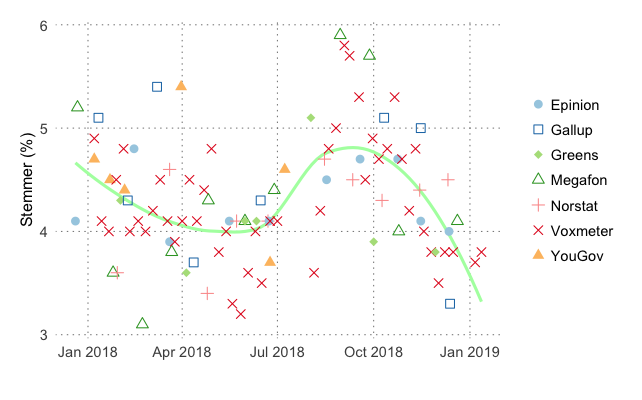 6
5
4
3
Stemmer (%)
Jan 2018 Apr 2018 Jul 2018 Oct 2018 Jan 2019
Epinion
Gallup
Greens
Megafon
Norstat
Voxmeter
YouGov